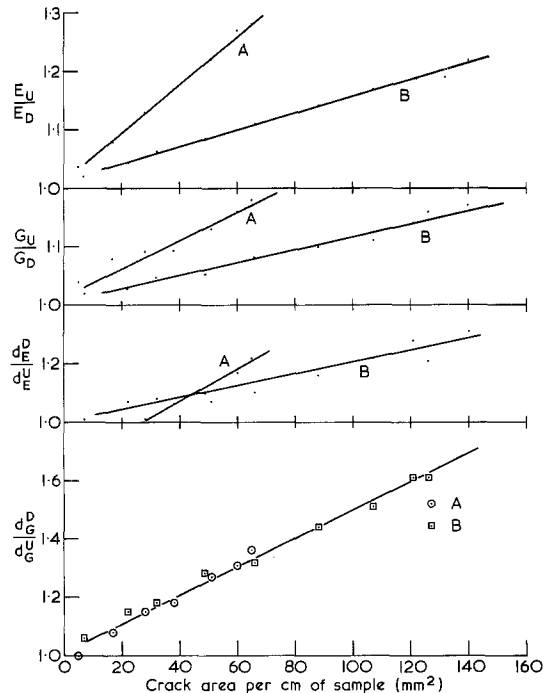 1·3
A
1·2
E_U
E_D
B
1·1
1·0
A
G_U
G_D
1·1
B
1·0
d_E^D
d_E^U
1·2
A
B
1·0
1·6
d_G^D
d_G^U
A
B
1·4
1·2
1·0
0 20 40 60 80 100 120 140 160
Crack area per cm of sample (mm²)